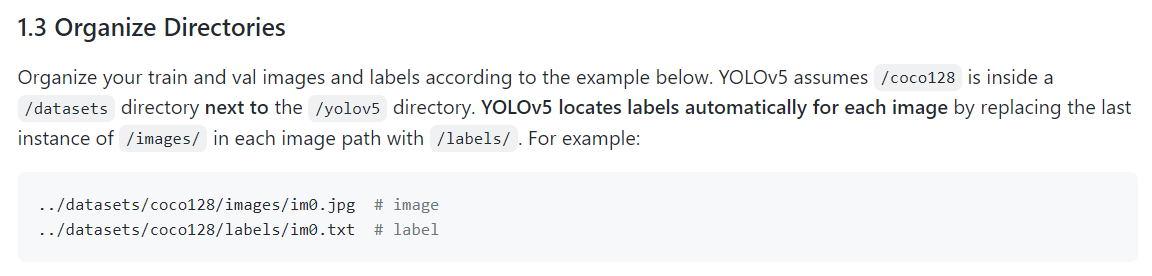 1.3 Organize Directories
Organize your train and val images and labels according to the example below. YOLOv5 assumes /coco128 is inside a
/datasets directory next to the /yolov5 directory. YOLOv5 locates labels automatically for each image by replacing the last
instance of /images/ in each image path with /labels/ . For example:
../datasets/coco128/images/im0.jpg  # image
../datasets/coco128/labels/im0.txt  # label